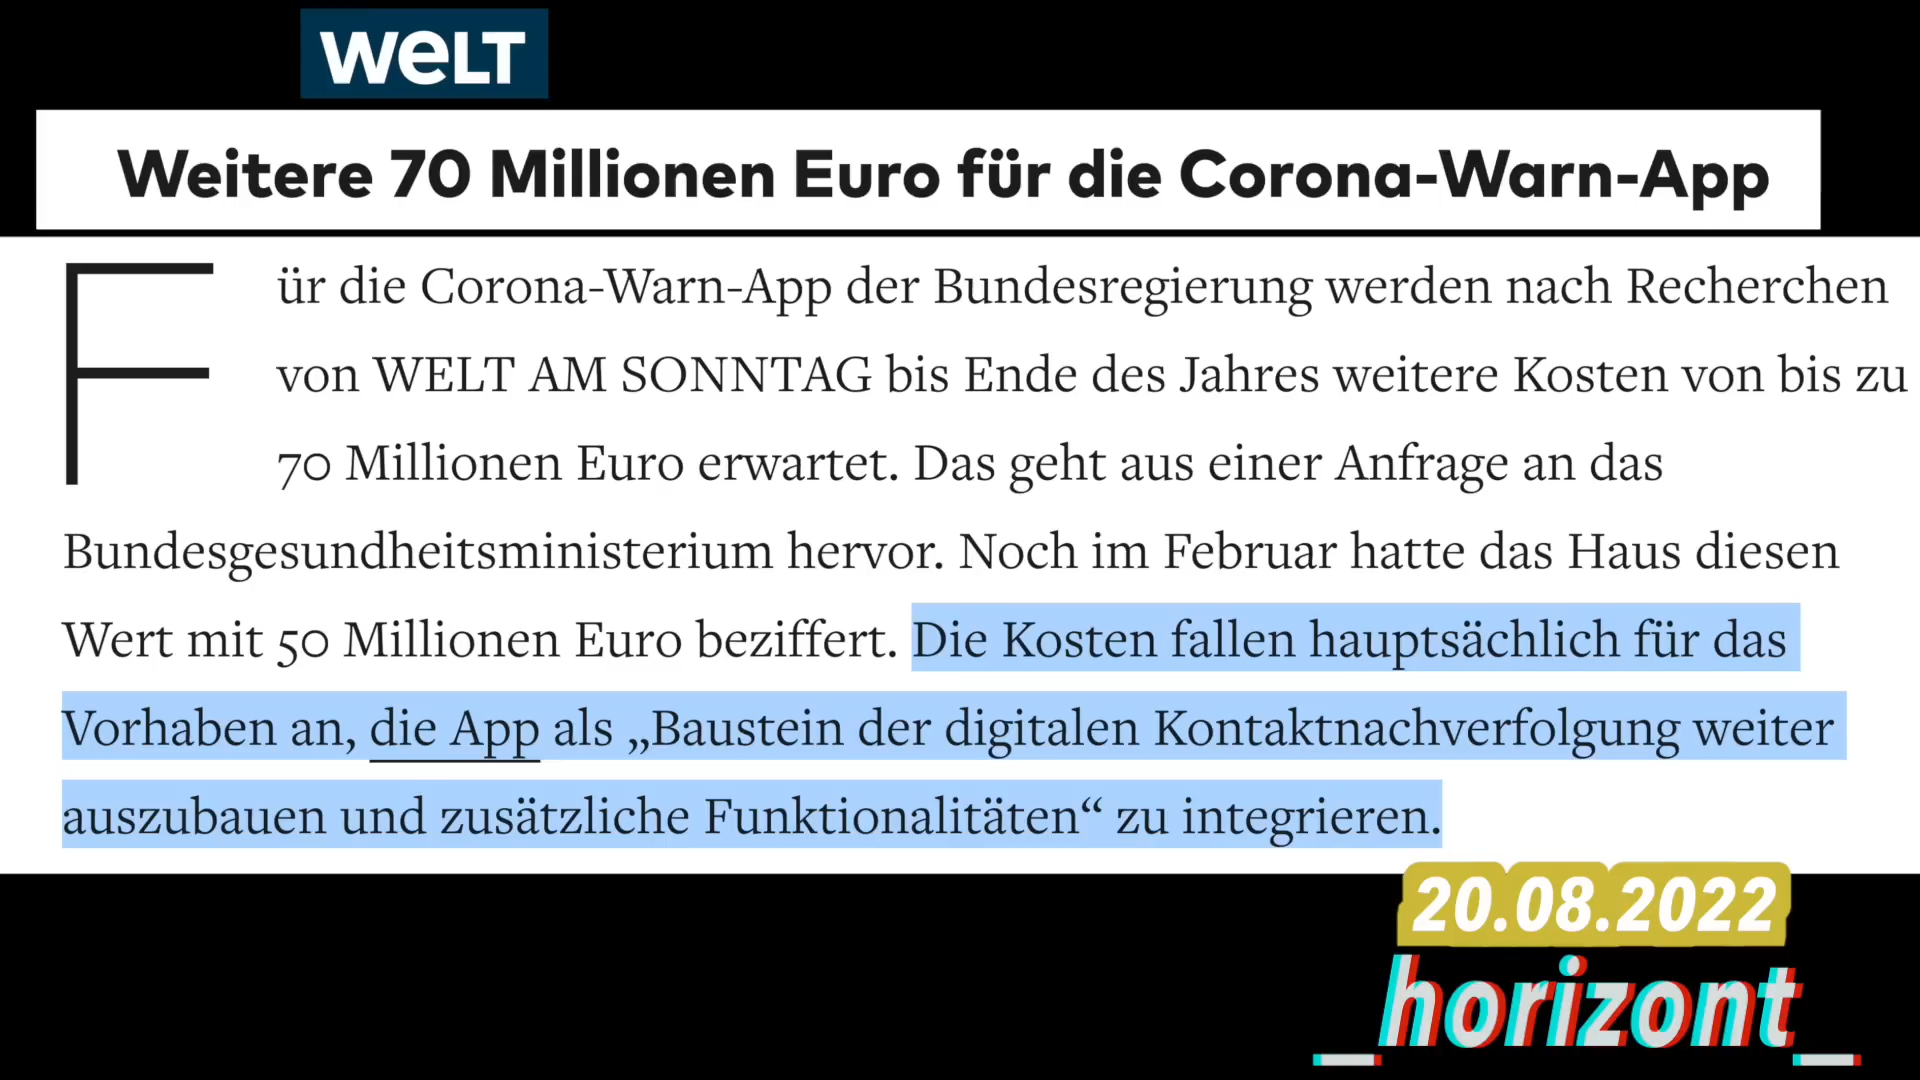 WELT
Weitere 70 Millionen Euro für die Corona-Warn-App
Für die Corona-Warn-App der Bundesregierung werden nach Recherchen
von WELT AM SONNTAG bis Ende des Jahres weitere Kosten von bis zu
70 Millionen Euro erwartet. Das geht aus einer Anfrage an das
Bundesgesundheitsministerium hervor. Noch im Februar hatte das Haus diesen
Wert mit 50 Millionen Euro beziffert. Die Kosten fallen hauptsächlich für das
Vorhaben an, die App als „Baustein der digitalen Kontaktnachverfolgung weiter
auszubauen und zusätzliche Funktionalitäten“ zu integrieren.
20.08.2022
_horizont_